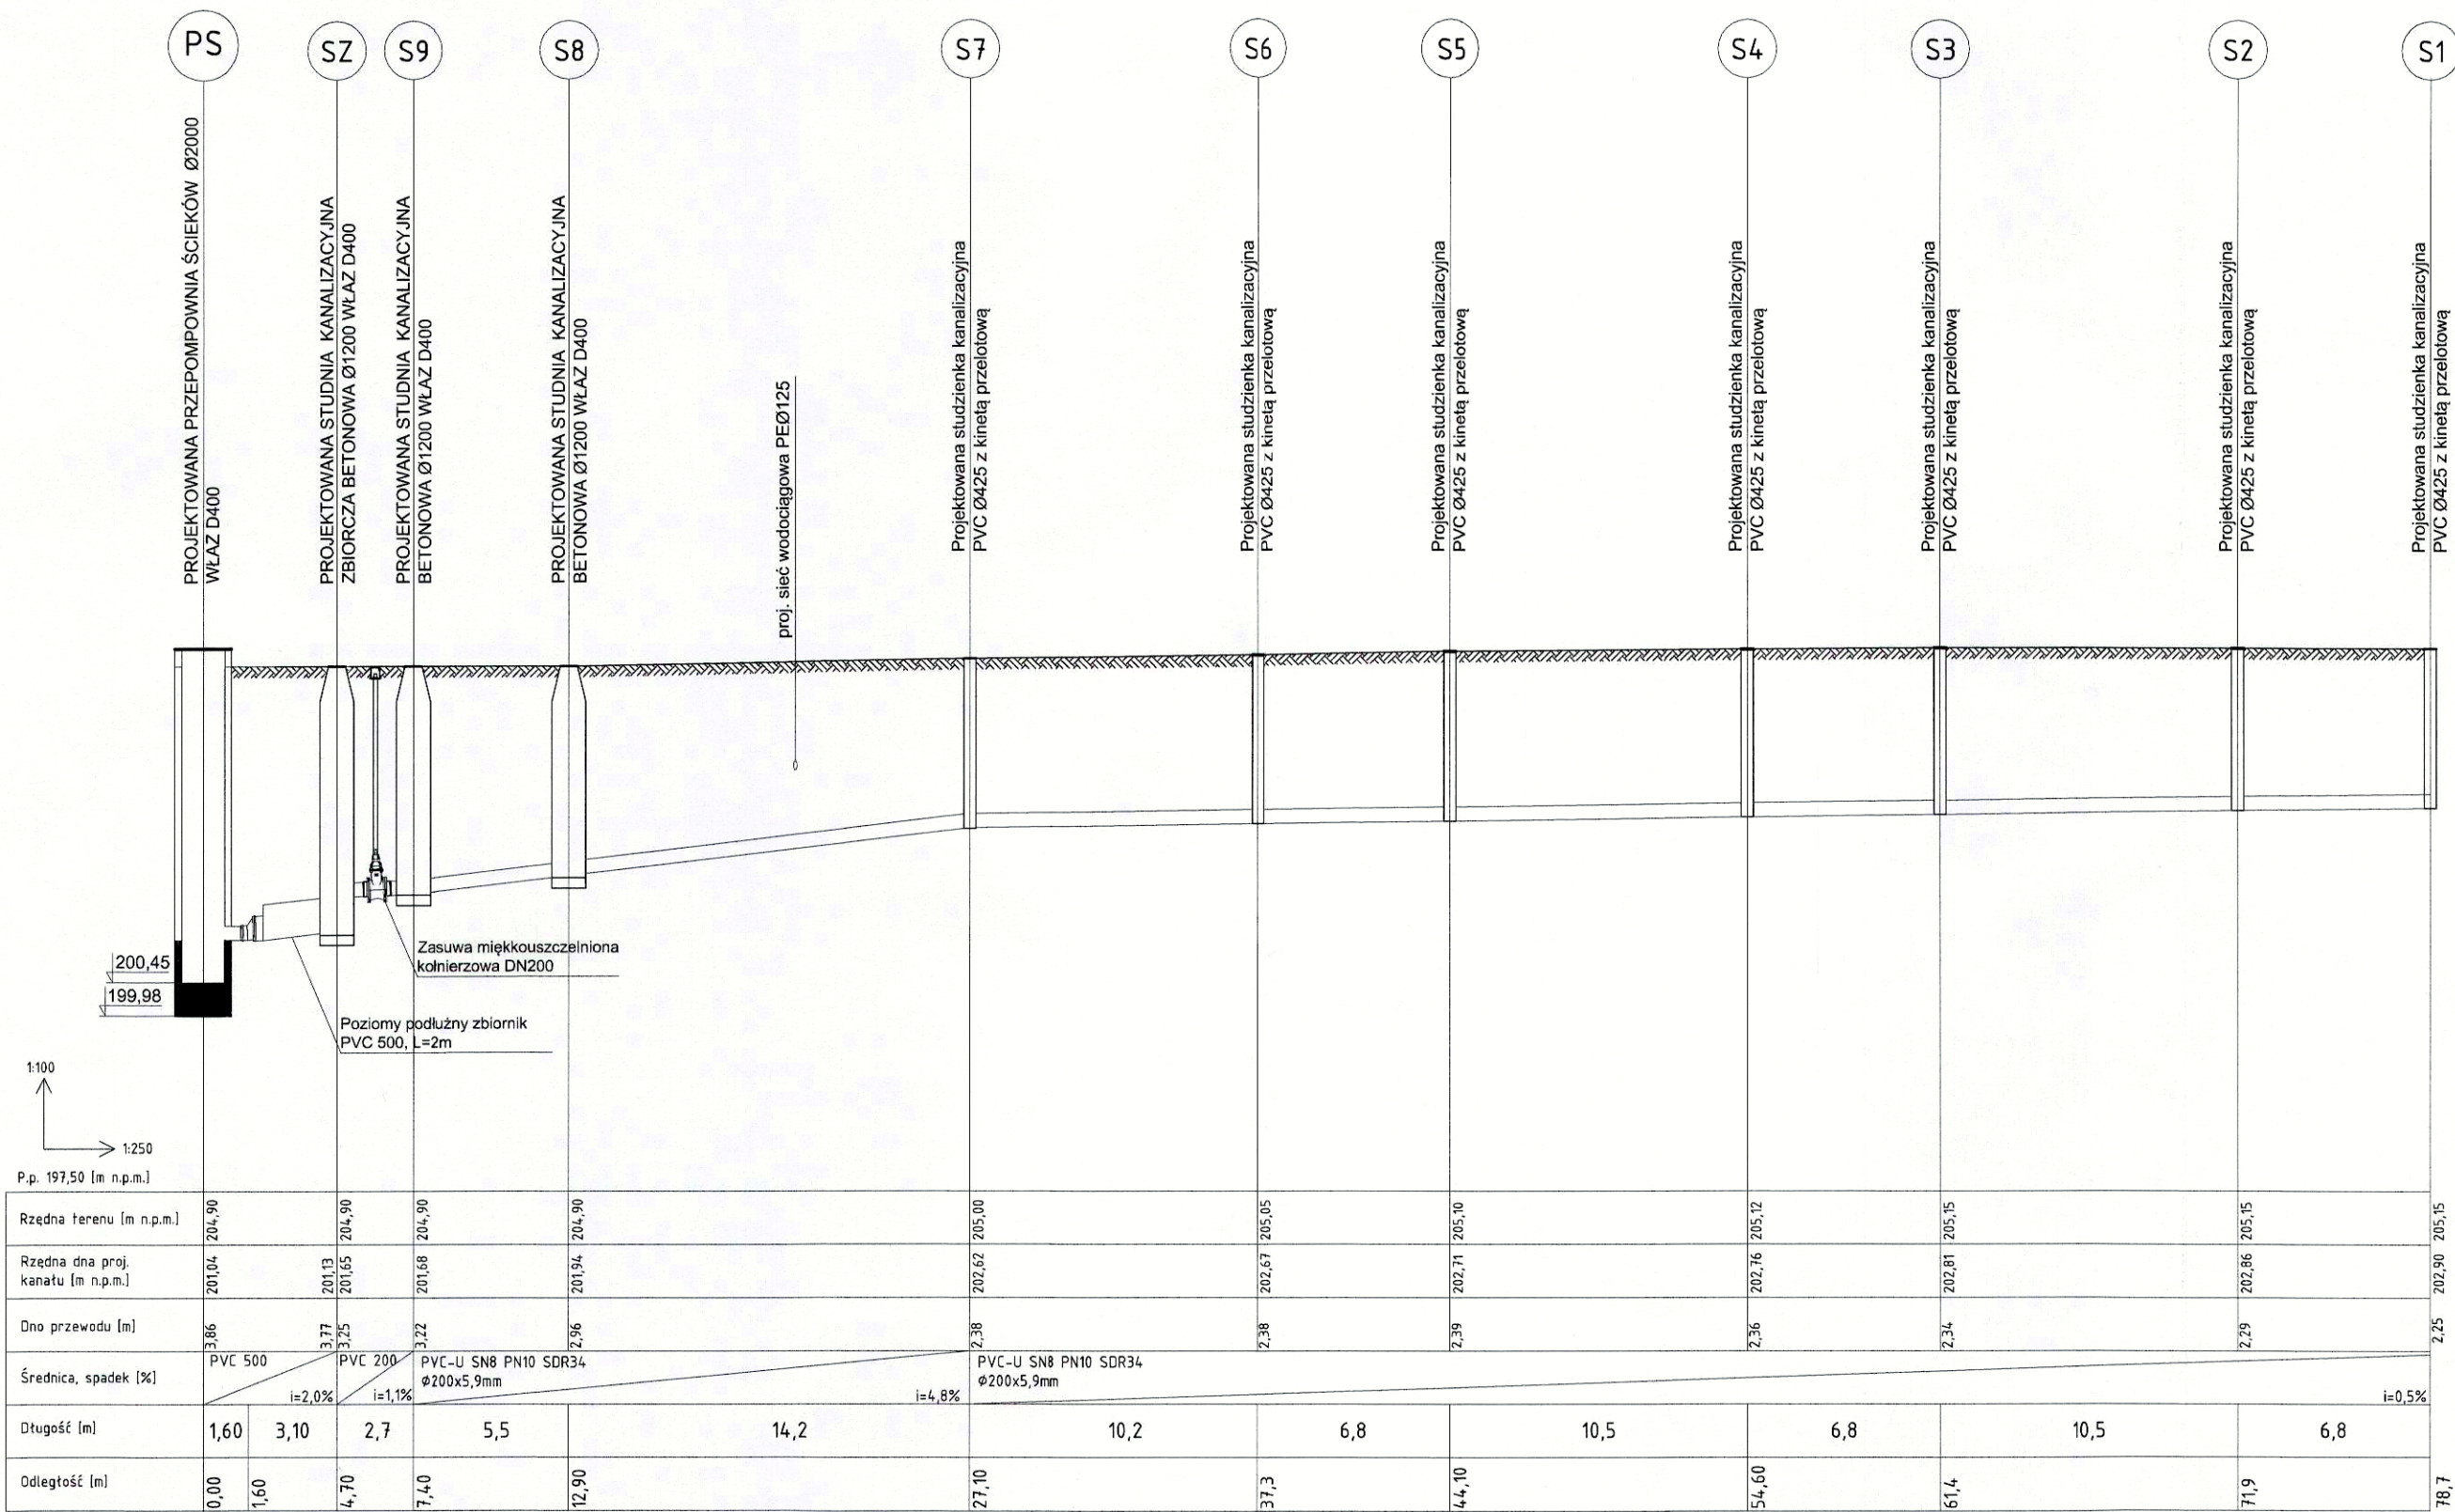 PS
SZ
S9
S8
S7
S6
S5
S4
S3
S2
S1
PROJEKTOWANA PRZEPOMPOWNIA ŚCIEKÓW Ø2000
WŁAZ D400
PROJEKTOWANA STUDNIA KANALIZACYJNA
ZBIORCZA BETONOWA Ø1200 WŁAZ D400
PROJEKTOWANA STUDNIA KANALIZACYJNA
BETONOWA Ø1200 WŁAZ D400
PROJEKTOWANA STUDNIA KANALIZACYJNA
BETONOWA Ø1200 WŁAZ D400
proj. sieć wodociągowa PEØ125
Projektowana studzienka kanalizacyjna
PVC Ø425 z kinetą przelotową
Projektowana studzienka kanalizacyjna
PVC Ø425 z kinetą przelotową
Projektowana studzienka kanalizacyjna
PVC Ø425 z kinetą przelotową
Projektowana studzienka kanalizacyjna
PVC Ø425 z kinetą przelotową
Projektowana studzienka kanalizacyjna
PVC Ø425 z kinetą przelotową
Projektowana studzienka kanalizacyjna
PVC Ø425 z kinetą przelotową
Projektowana studzienka kanalizacyjna
PVC Ø425 z kinetą przelotową
200,45
199,98
Zasuwa miękkouszczelniona
kołnierzowa DN200
Poziomy podłużny zbiornik
PVC 500, L=2m
1:100
1:250
P.p. 197,50 [m n.p.m.]
Rzędna terenu [m n.p.m.]
204,90
204,90
204,90
204,90
205,00
205,05
205,10
205,12
205,15
205,15
205,15
Rzędna dna proj.
kanału [m n.p.m.]
201,04
201,13
201,65
201,68
201,94
202,62
202,67
202,71
202,76
202,81
202,86
202,90
Dno przewodu [m]
3,86
3,77
3,25
3,22
2,96
2,38
2,38
2,39
2,36
2,34
2,29
2,25
Średnica, spadek [%]
PVC 500
i=2,0%
PVC 200
i=1,1%
PVC-U SN8 PN10 SDR34
Φ200x5,9mm
i=4,8%
PVC-U SN8 PN10 SDR34
Φ200x5,9mm
i=0,5%
Długość [m]
1,60
3,10
2,7
5,5
14,2
10,2
6,8
10,5
6,8
10,5
6,8
Odległość [m]
0,00
1,60
4,70
7,40
12,90
27,10
37,3
44,10
54,60
61,4
71,9
78,7